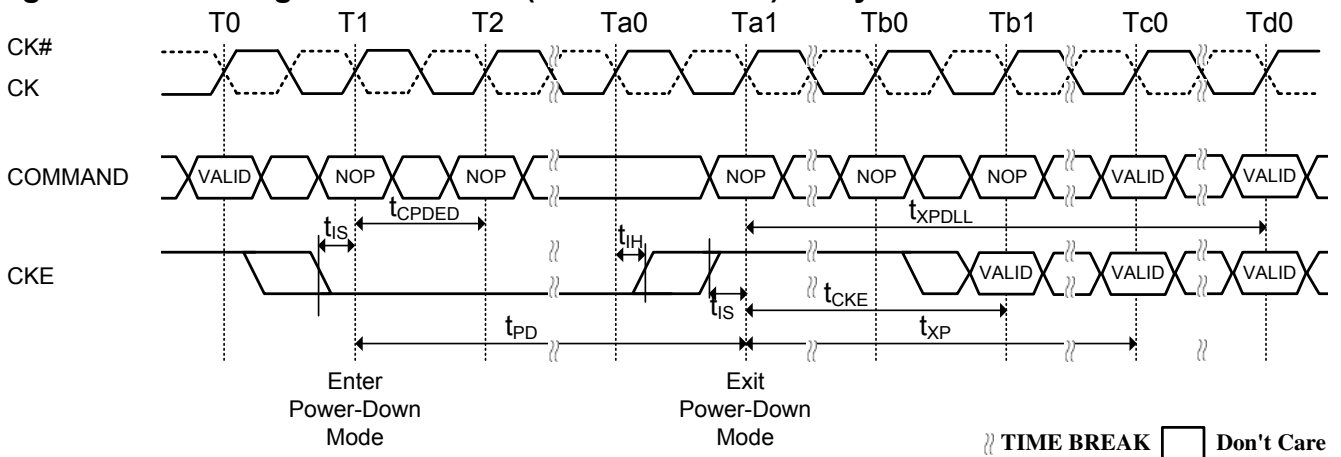 T0 T1 T2 Ta0 Ta1 Tb0 Tb1 Tc0 Td0
CK#
CK
COMMAND
VALID NOP NOP NOP NOP NOP VALID VALID
tCPDED
tXPDLL
tIS
tIH
CKE
VALID VALID VALID
tIS
tCKE
tPD
tXP
Enter
Power-Down
Mode
Exit
Power-Down
Mode
TIME BREAK
Don't Care